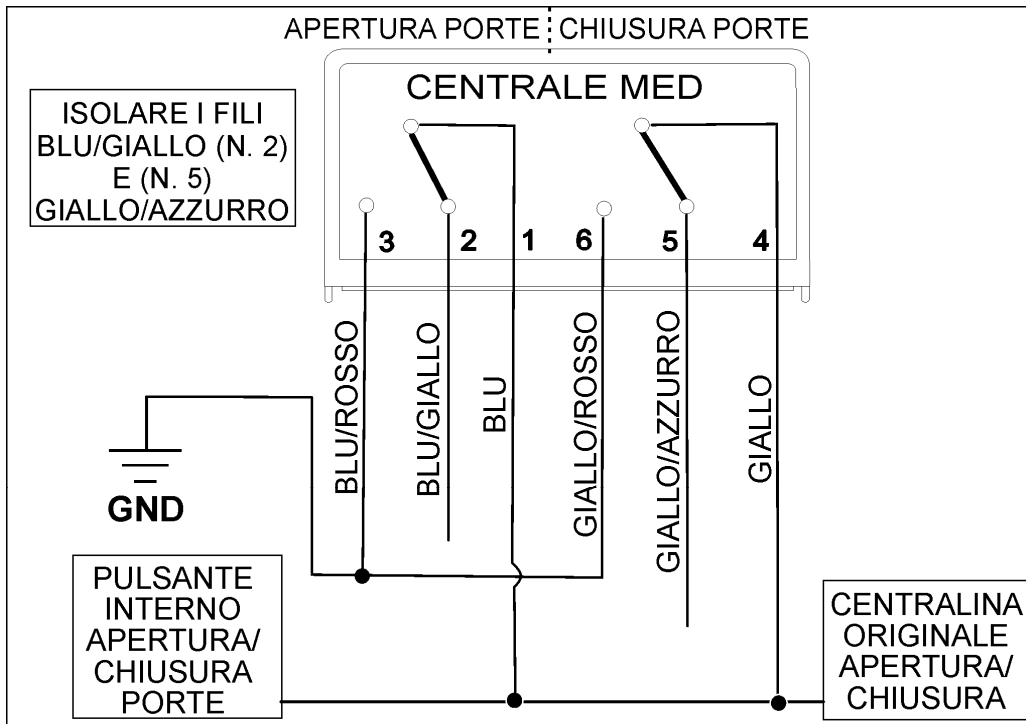 APERTURA PORTE CHIUSURA PORTE
CENTRALE MED
ISOLARE I FILI
BLU/GIALLO (N. 2)
E (N. 5)
GIALLO/AZZURRO
3 2 1 6 5 4
BLU/ROSSO
BLU/GIALLO
BLU
GIALLO/ROSSO
GIALLO/AZZURRO
GIALLO
GND
PULSANTE
INTERNO
APERTURA/
CHIUSURA
PORTE
CENTRALINA
ORIGINALE
APERTURA/
CHIUSURA